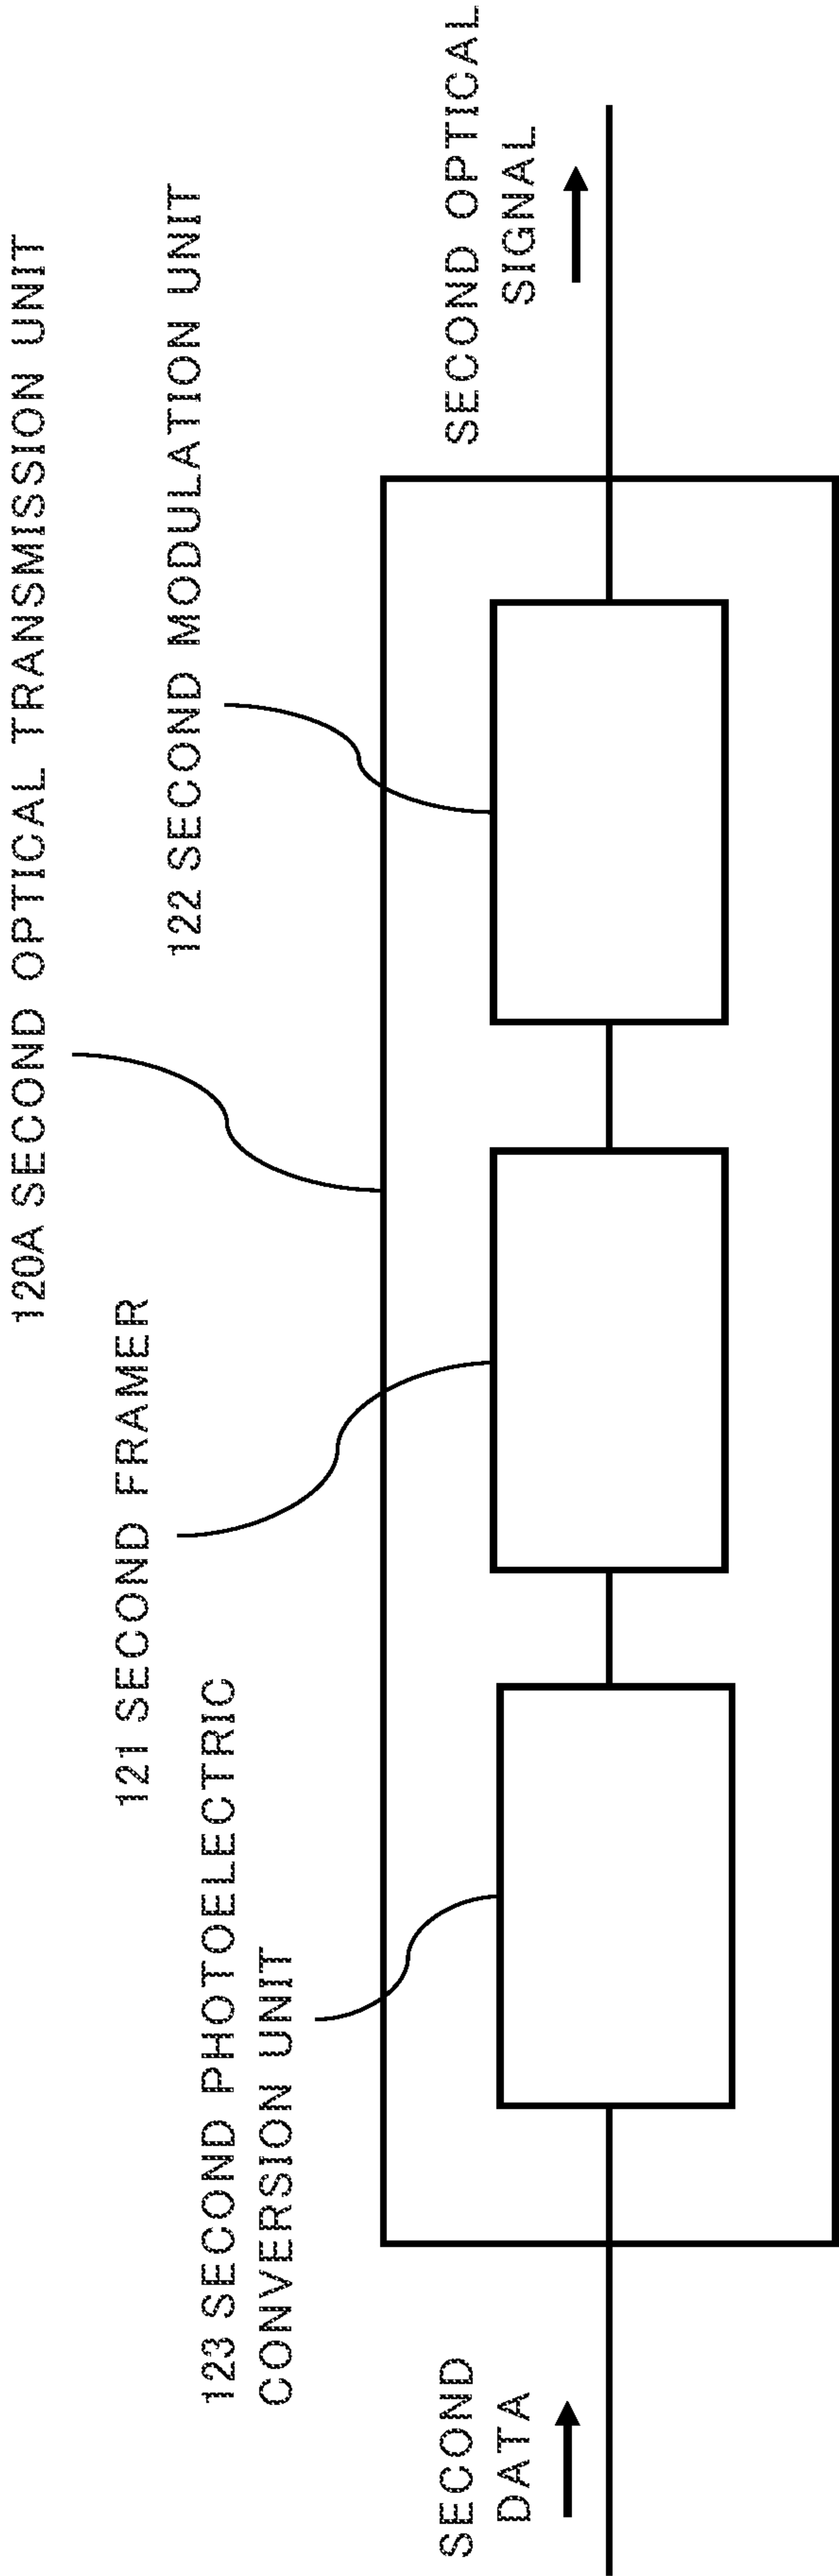 120A SECOND OPTICAL TRANSMISSION UNIT
121 SECOND FRAMER
122 SECOND MODULATION UNIT
123 SECOND PHOTOELECTRIC
CONVERSION UNIT
SECOND
DATA
SECOND OPTICAL
SIGNAL